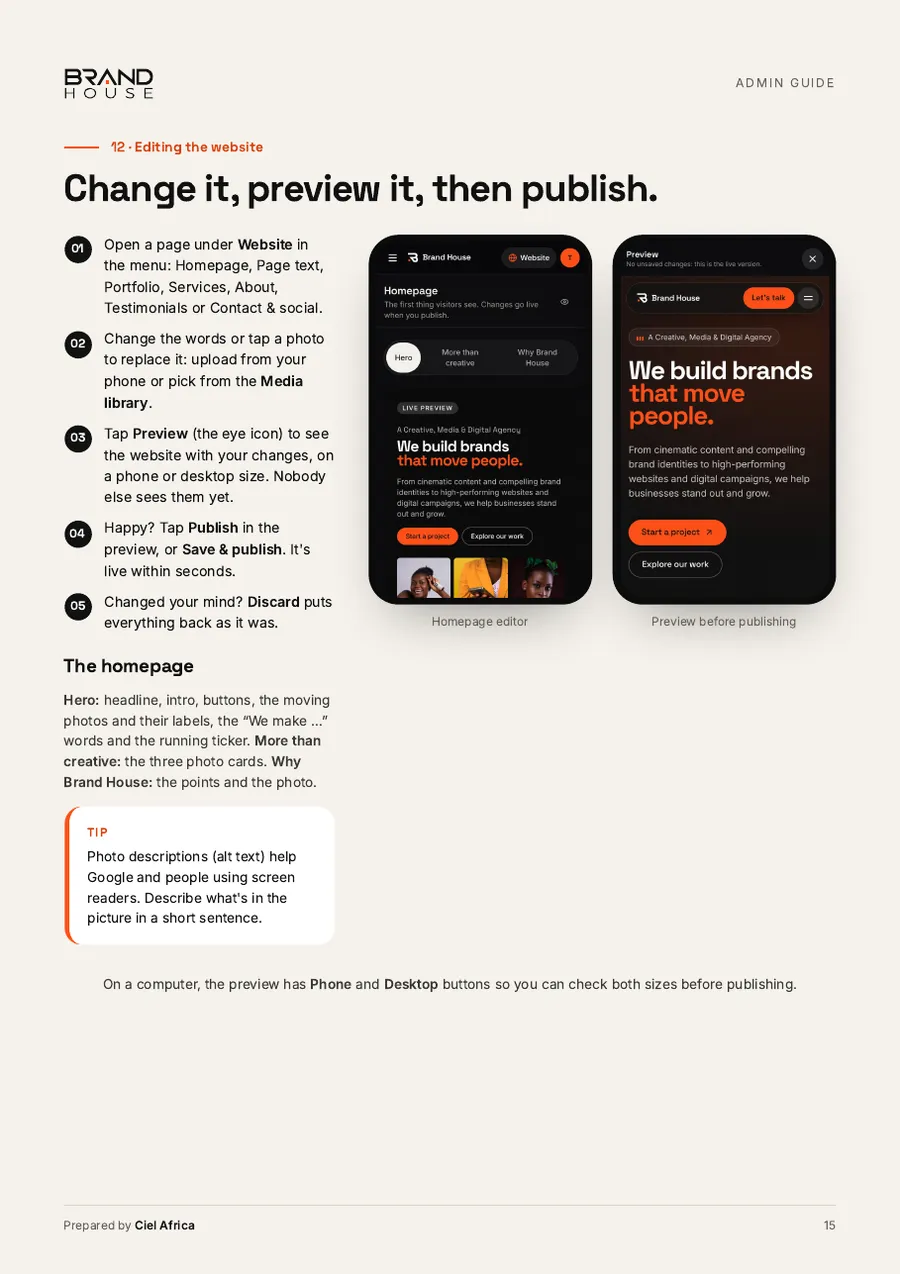 BRAND
HOUSE
ADMIN GUIDE
12 · Editing the website
Change it, preview it, then publish.
01
Open a page under Website in
the menu: Homepage, Page text,
Portfolio, Services, About,
Testimonials or Contact & social.
02
Change the words or tap a photo
to replace it: upload from your
phone or pick from the Media
library.
03
Tap Preview (the eye icon) to see
the website with your changes, on
a phone or desktop size. Nobody
else sees them yet.
04
Happy? Tap Publish in the
preview, or Save & publish. It's
live within seconds.
05
Changed your mind? Discard puts
everything back as it was.
The homepage
Hero: headline, intro, buttons, the moving
photos and their labels, the “We make ...”
words and the running ticker. More than
creative: the three photo cards. Why
Brand House: the points and the photo.
TIP
Photo descriptions (alt text) help
Google and people using screen
readers. Describe what's in the
picture in a short sentence.
Brand House
Website
T
Homepage
The first thing visitors see. Changes go live
when you publish.
Hero
More than
creative
Why Brand
House
LIVE PREVIEW
A Creative, Media & Digital Agency
We build brands
that move people.
From cinematic content and compelling brand
identities to high-performing websites and
digital campaigns, we help businesses stand
out and grow.
Start a project
Explore our work
Homepage editor
Preview
No unsaved changes: this is the live version.
Brand House
Let's talk
A Creative, Media & Digital Agency
We build brands
that move
people.
From cinematic content and compelling
brand identities to high-performing
websites and digital campaigns, we help
businesses stand out and grow.
Start a project
Explore our work
Preview before publishing
On a computer, the preview has Phone and Desktop buttons so you can check both sizes before publishing.
Prepared by Ciel Africa
15